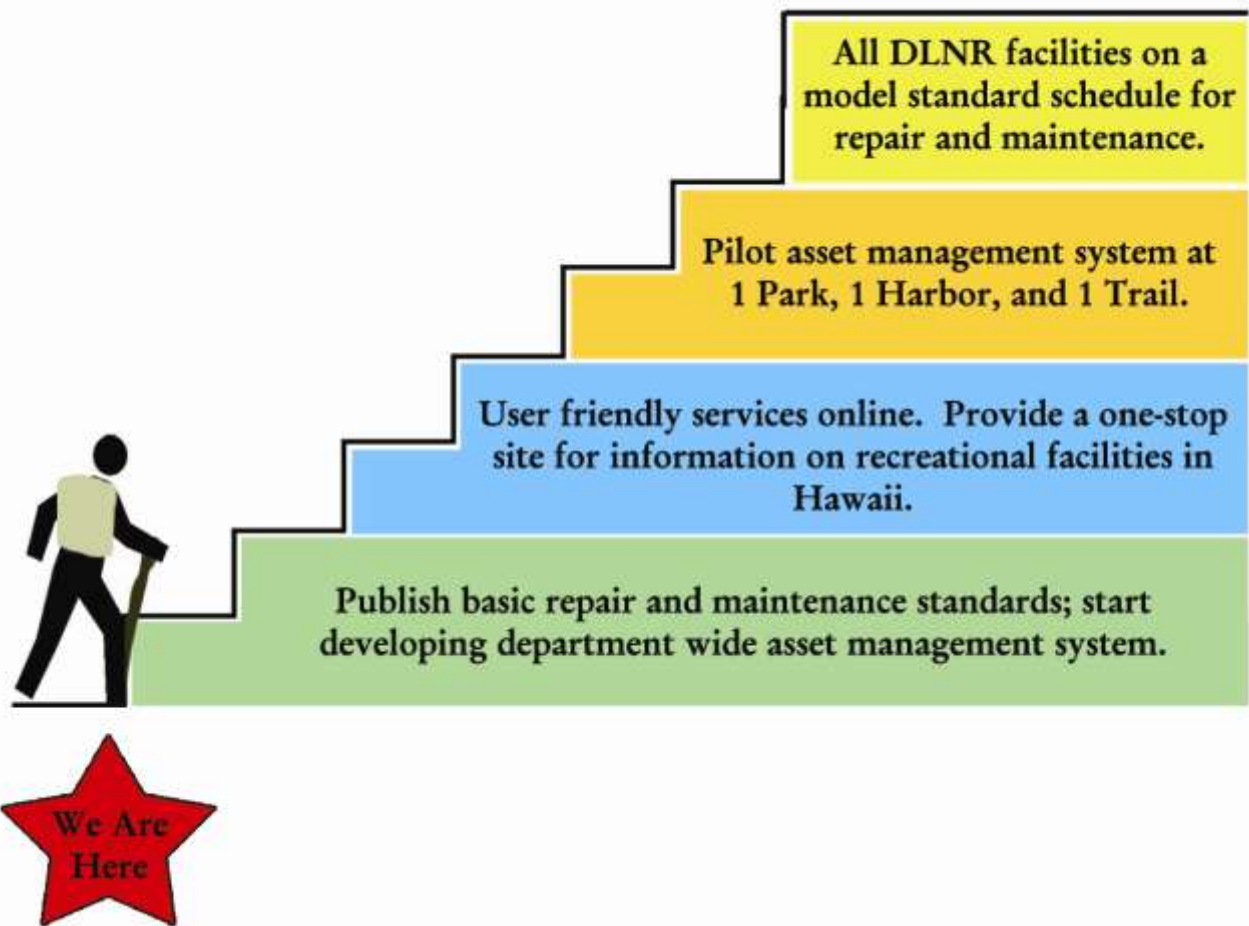 All DLNR facilities on a
model standard schedule for
repair and maintenance.
Pilot asset management system at
1 Park, 1 Harbor, and 1 Trail.
User friendly services online.  Provide a one-stop
site for information on recreational facilities in
Hawaii.
Publish basic repair and maintenance standards; start
developing department wide asset management system.
We Are
Here